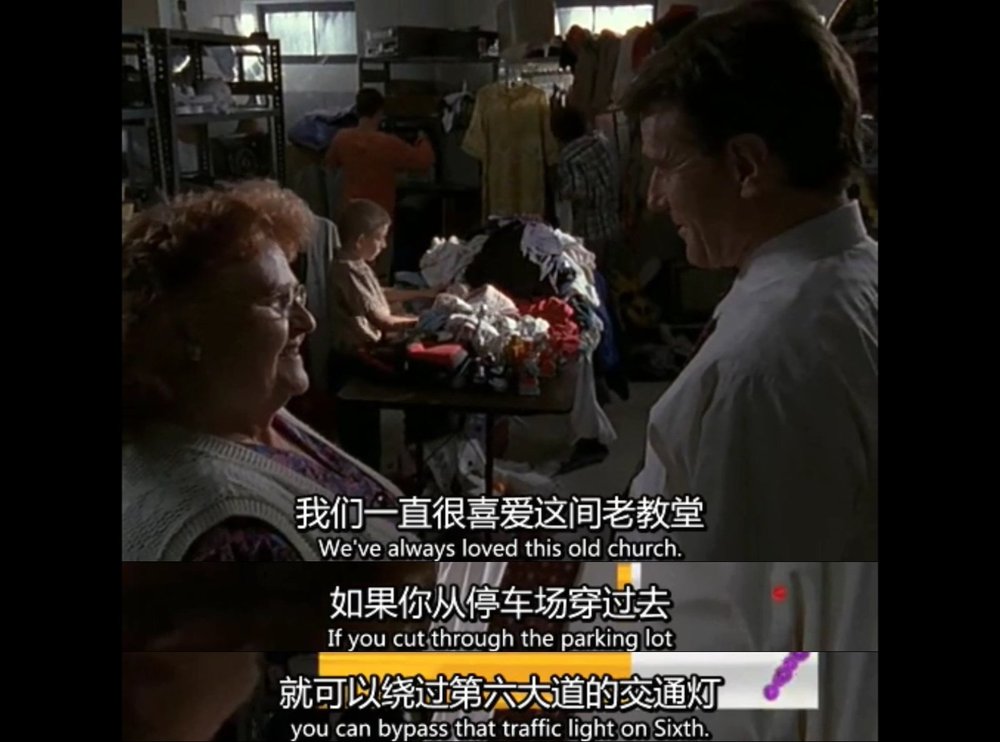 我们一直很喜爱这间老教堂
We've always loved this old church.
如果你从停车场穿过去
If you cut through the parking lot
就可以绕过第六大道的交通灯
you can bypass that traffic light on Sixth.